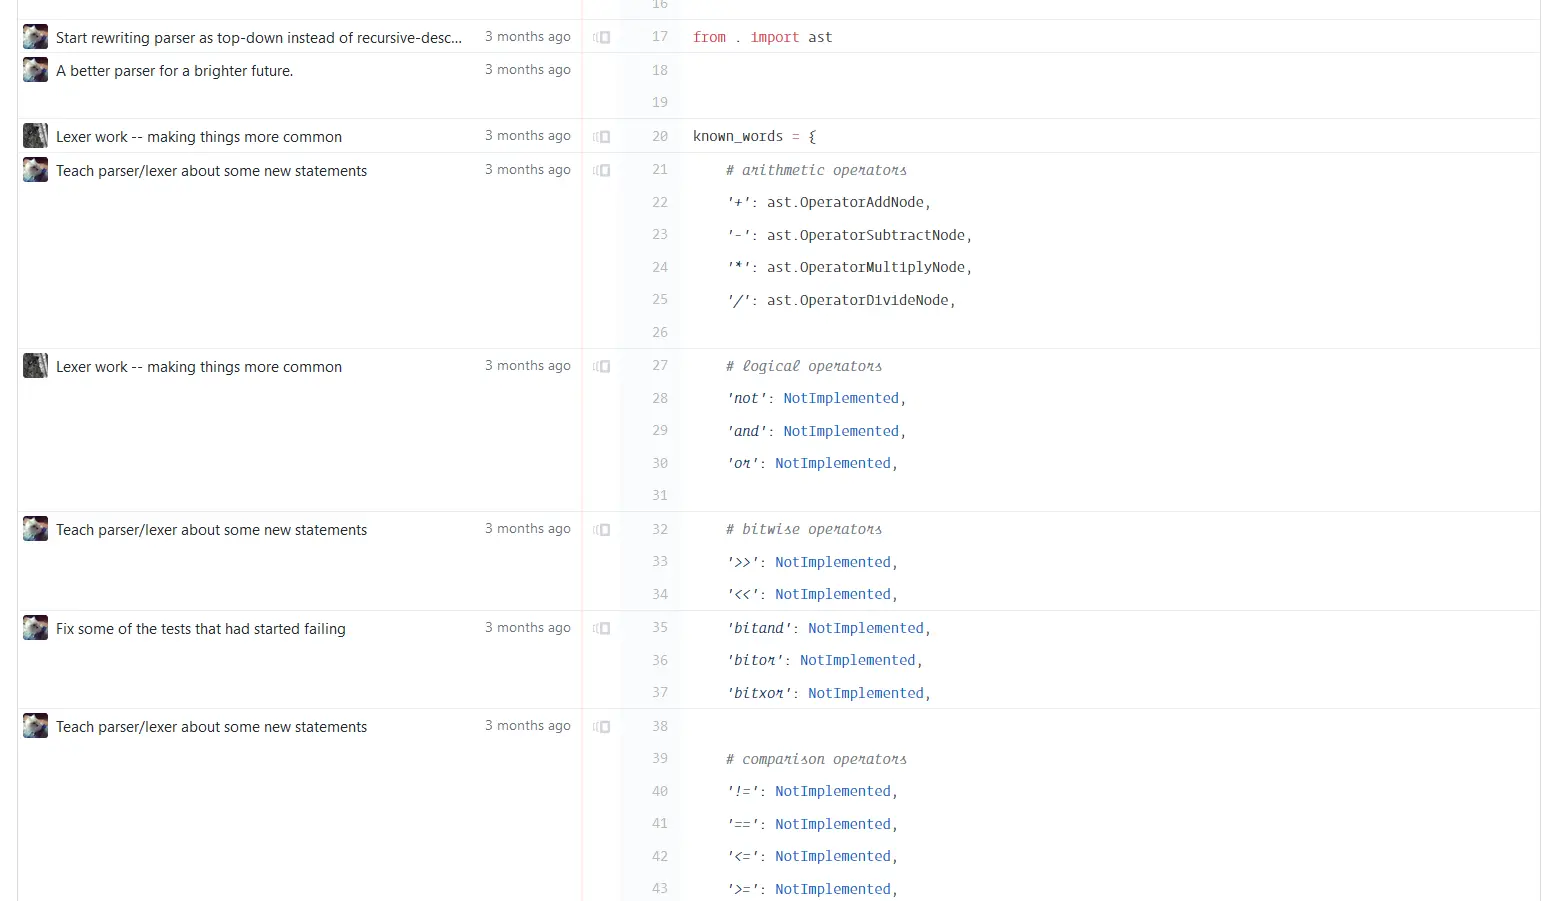 16
Start rewriting parser as top-down instead of recursive-desc... 3 months ago 17 from . import ast
A better parser for a brighter future. 3 months ago 18
19
Lexer work -- making things more common 3 months ago 20 known_words = {
Teach parser/lexer about some new statements 3 months ago 21 # arithmetic operators
22 '+': ast.OperatorAddNode,
23 '-': ast.OperatorSubtractNode,
24 '*': ast.OperatorMultiplyNode,
25 '/': ast.OperatorDivideNode,
26
Lexer work -- making things more common 3 months ago 27 # logical operators
28 'not': NotImplemented,
29 'and': NotImplemented,
30 'or': NotImplemented,
31
Teach parser/lexer about some new statements 3 months ago 32 # bitwise operators
33 '>>': NotImplemented,
34 '<<': NotImplemented,
Fix some of the tests that had started failing 3 months ago 35 'bitand': NotImplemented,
36 'bitor': NotImplemented,
37 'bitxor': NotImplemented,
Teach parser/lexer about some new statements 3 months ago 38
39 # comparison operators
40 '!=': NotImplemented,
41 '==': NotImplemented,
42 '<=': NotImplemented,
43 '>=': NotImplemented,